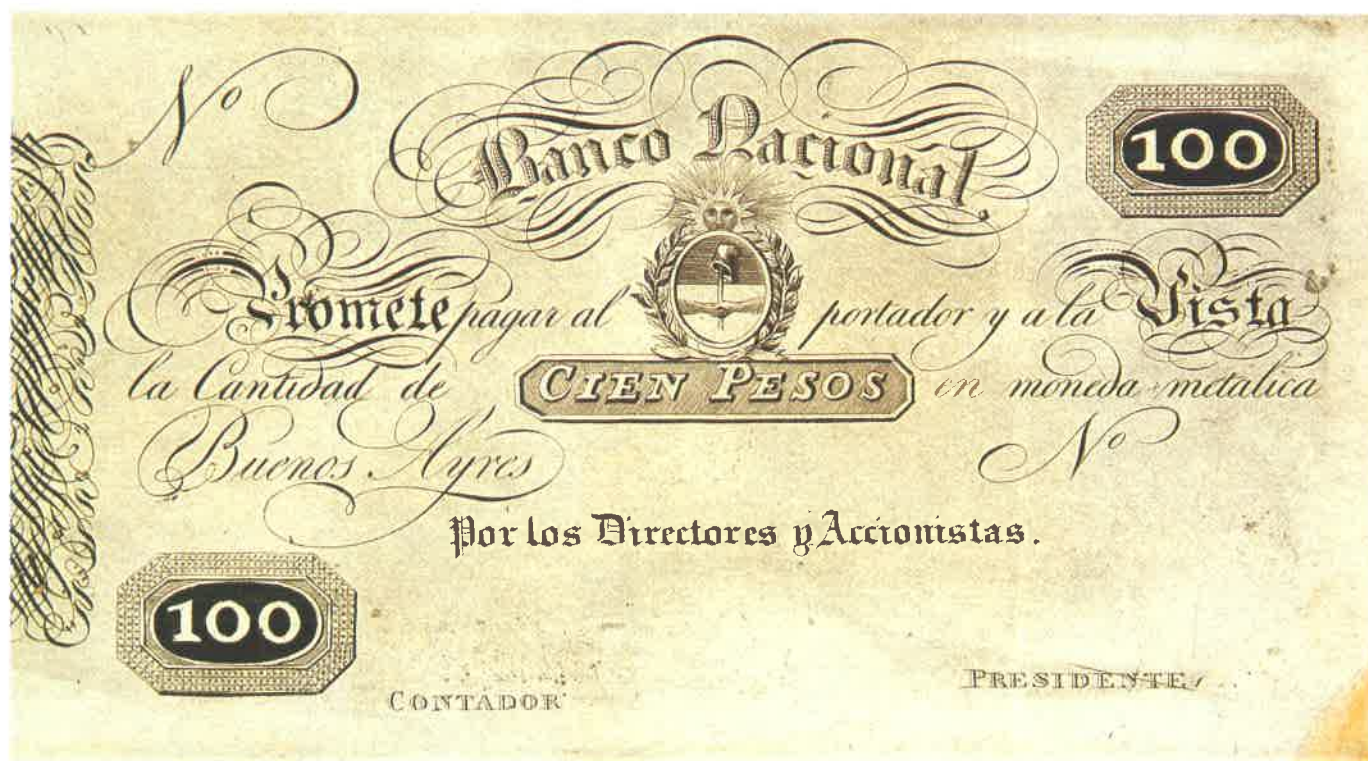 Nº
Banco Nacional.
100
Promete pagar al portador y a la Vista
la Cantidad de CIEN PESOS en moneda metalica
Buenos Ayres Nº
Por los Directores y Accionistas.
100
CONTADOR
PRESIDENTE